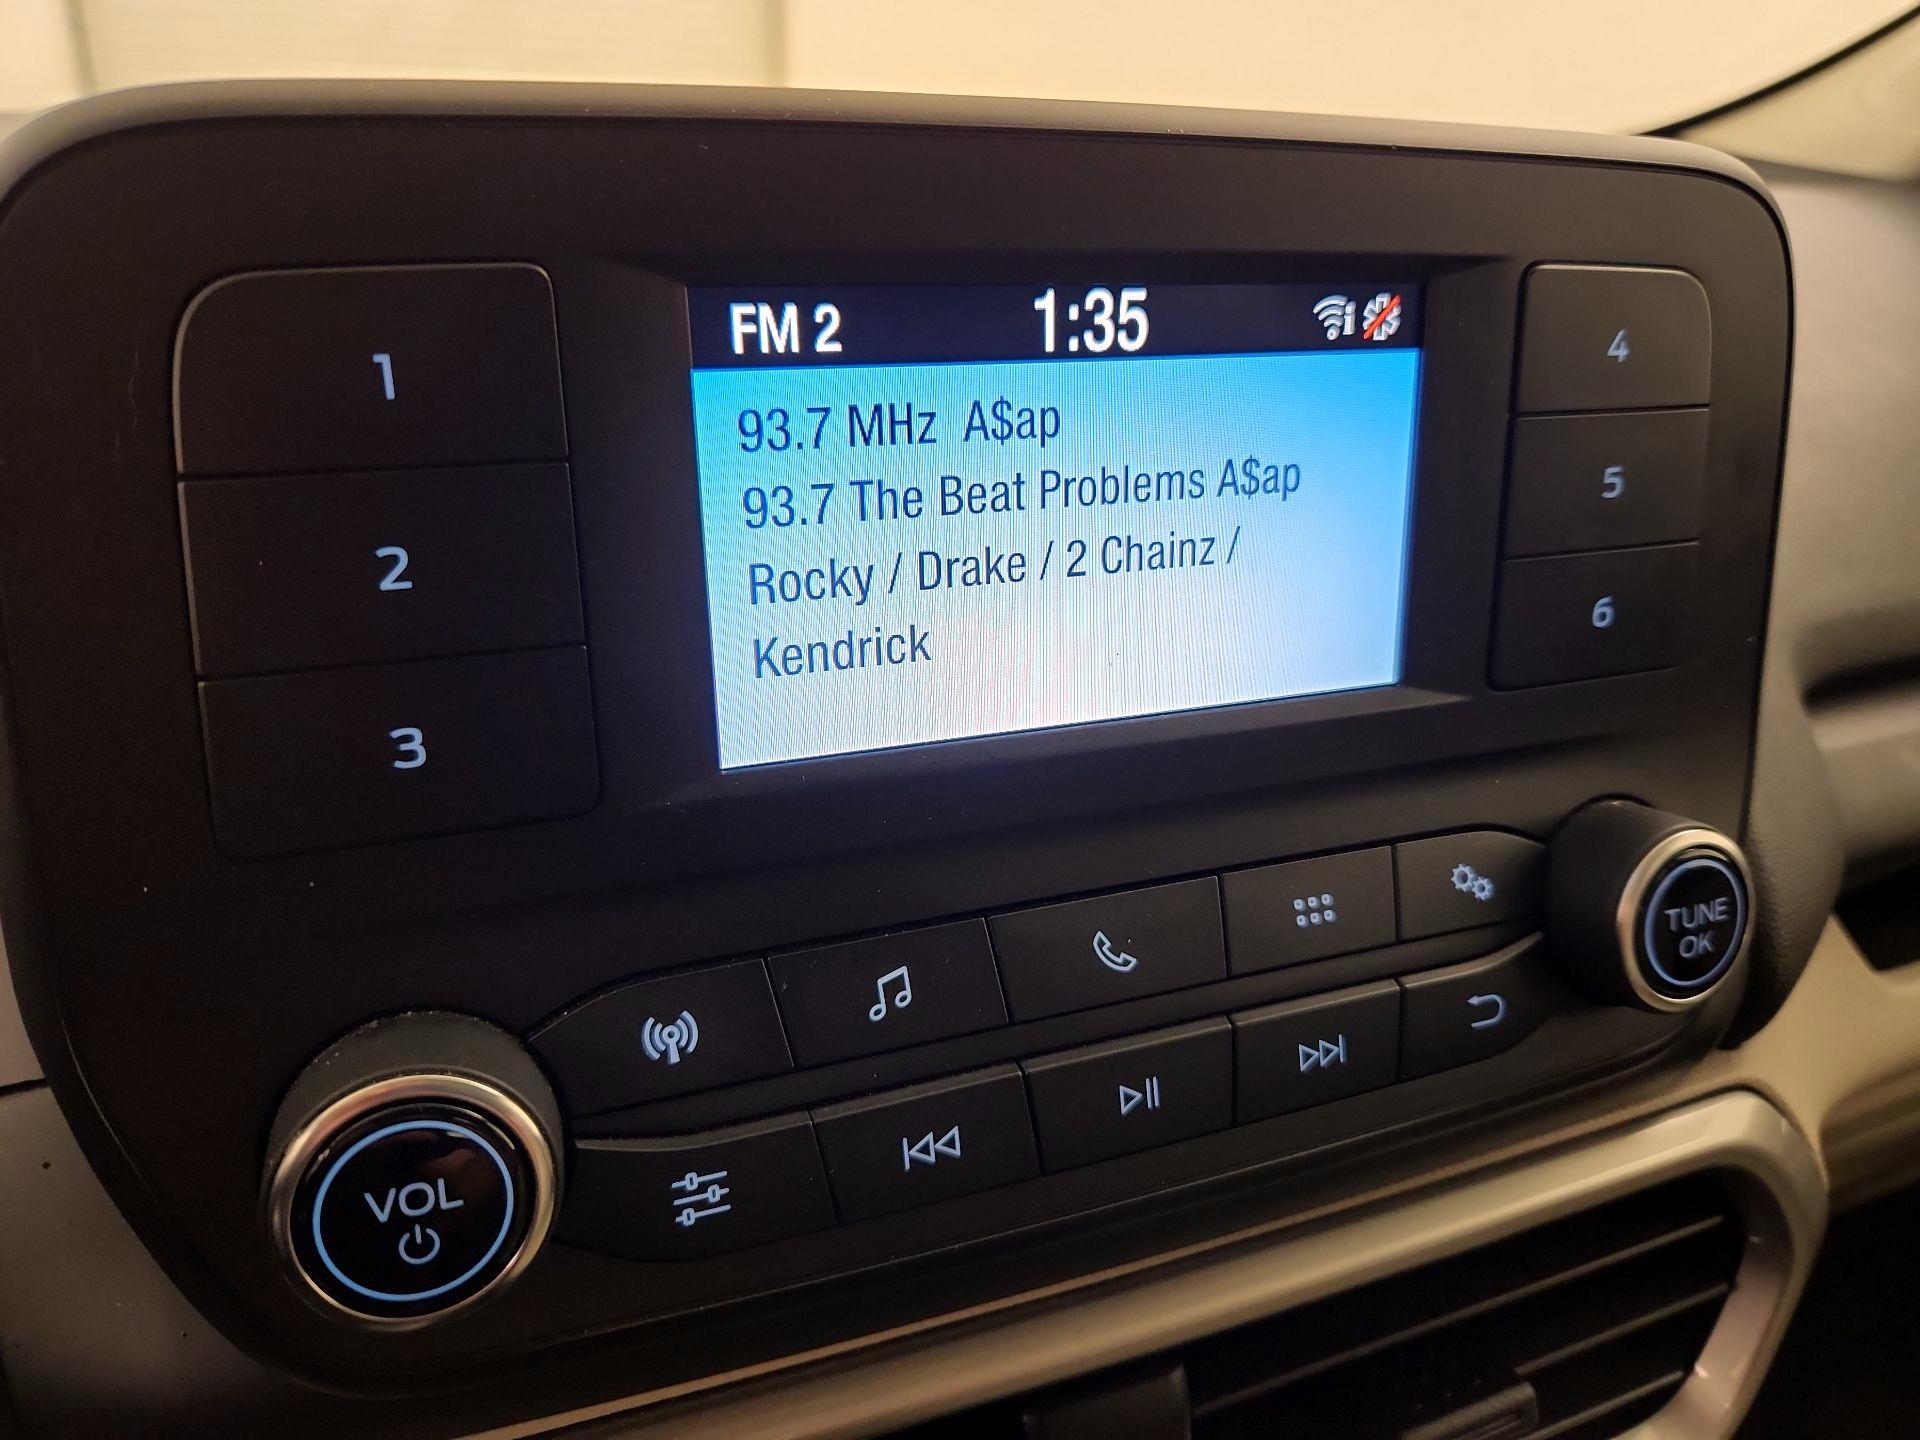 FM 2 1:35
93.7 MHz A$ap
93.7 The Beat Problems A$ap
Rocky / Drake / 2 Chainz /
Kendrick
1
2
3
4
5
6
TUNE
OK
VOL